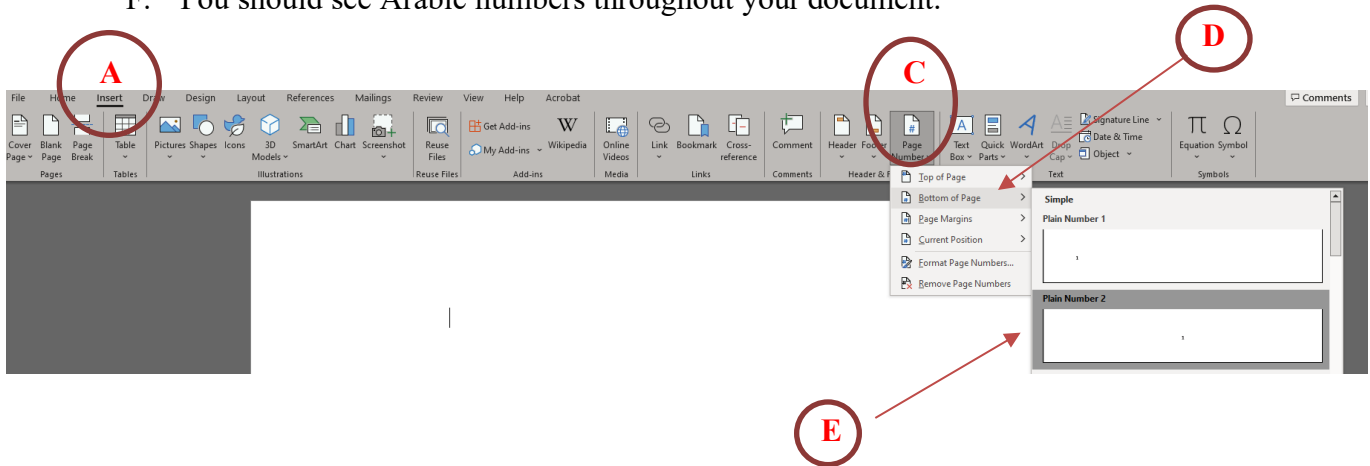 F. You should see Arabic numbers throughout your document.
D
A
C
File Home Insert Draw Design Layout References Mailings Review View Help Acrobat
Comments
Cover Page Blank Page Page Break Table Pictures Shapes Icons 3D Models SmartArt Chart Screenshot Reuse Files Get Add-ins My Add-ins Wikipedia Online Videos Link Bookmark Cross-reference Comment Header Footer Page Number Text Box Quick Parts WordArt Drop Cap Signature Line Date & Time Object Equation Symbol
Pages Tables Illustrations Reuse Files Add-ins Media Links Comments Header & F Text Symbols
Top of Page
Bottom of Page
Page Margins
Current Position
Format Page Numbers...
Remove Page Numbers
Simple
Plain Number 1
1
Plain Number 2
1
E